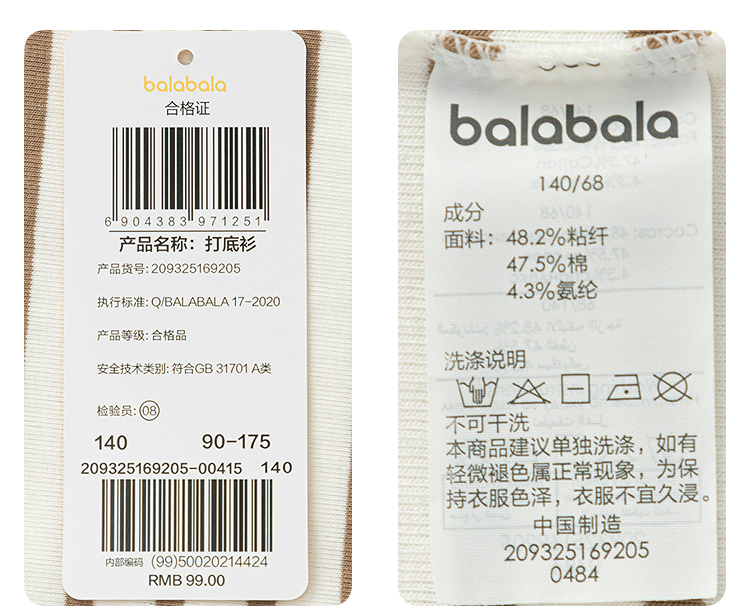 balabala
合格证
6 904383 971251
产品名称：打底衫
产品货号: 209325169205
执行标准: Q/BALABALA 17-2020
产品等级: 合格品
安全技术类别: 符合GB 31701 A类
检验员: 08
140 90-175
209325169205-00415 140
内部编码 (99)50020214424
RMB 99.00
balabala
140/68
成分
面料：48.2%粘纤
47.5%棉
4.3%氨纶
洗涤说明
不可干洗
本商品建议单独洗涤，如有
轻微褪色属正常现象，为保
持衣服色泽，衣服不宜久浸。
中国制造
209325169205
0484